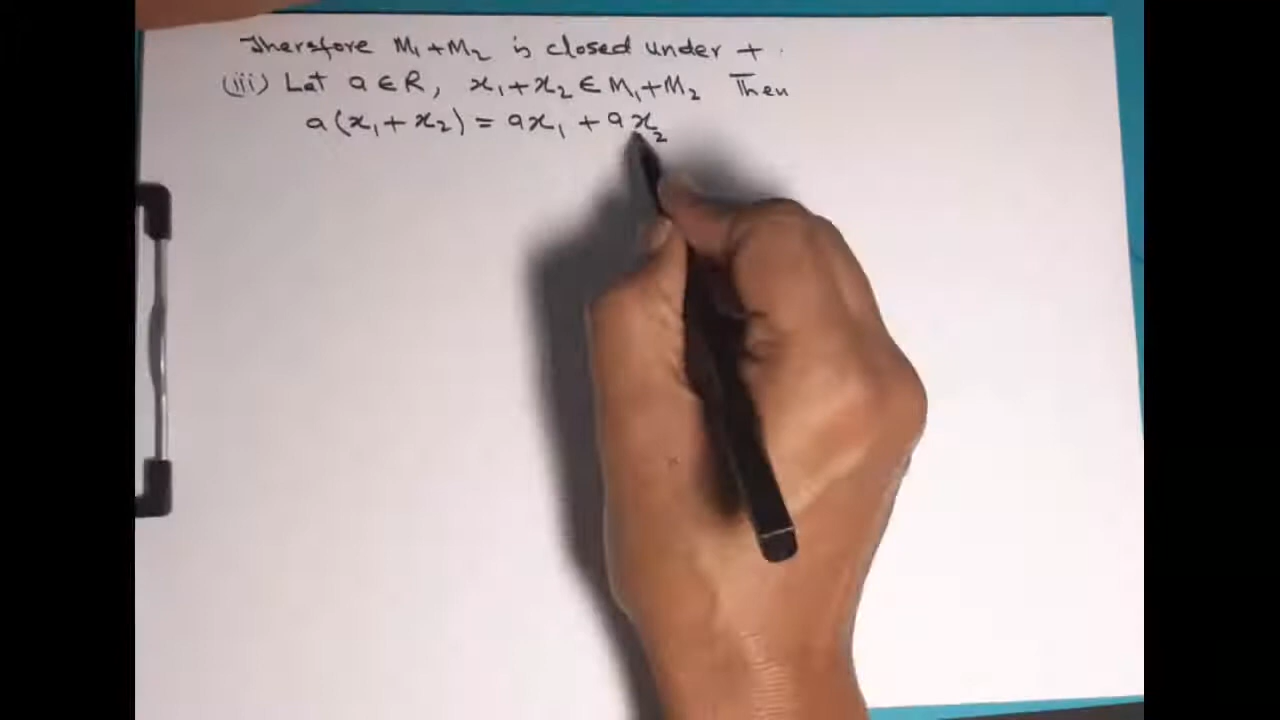 Therefore M₁+M₂ is closed under + .
(iii) Let a ∈ R, x₁+x₂ ∈ M₁+M₂ Then
a(x₁+x₂) = ax₁ + ax₂